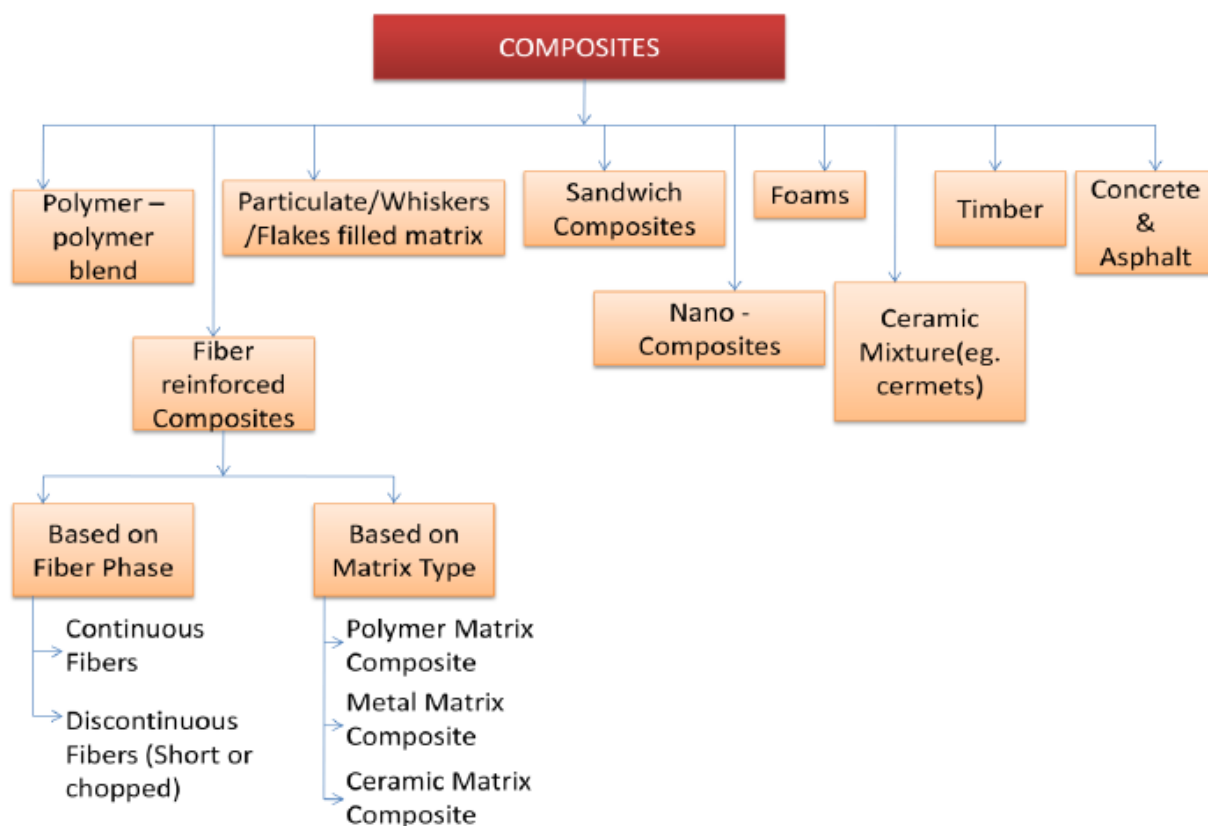 COMPOSITES
Polymer –
polymer
blend
Particulate/Whiskers
/Flakes filled matrix
Sandwich
Composites
Foams
Timber
Concrete
&
Asphalt
Fiber
reinforced
Composites
Nano -
Composites
Ceramic
Mixture(eg.
cermets)
Based on
Fiber Phase
Based on
Matrix Type
Continuous
Fibers
Discontinuous
Fibers (Short or
chopped)
Polymer Matrix
Composite
Metal Matrix
Composite
Ceramic Matrix
Composite